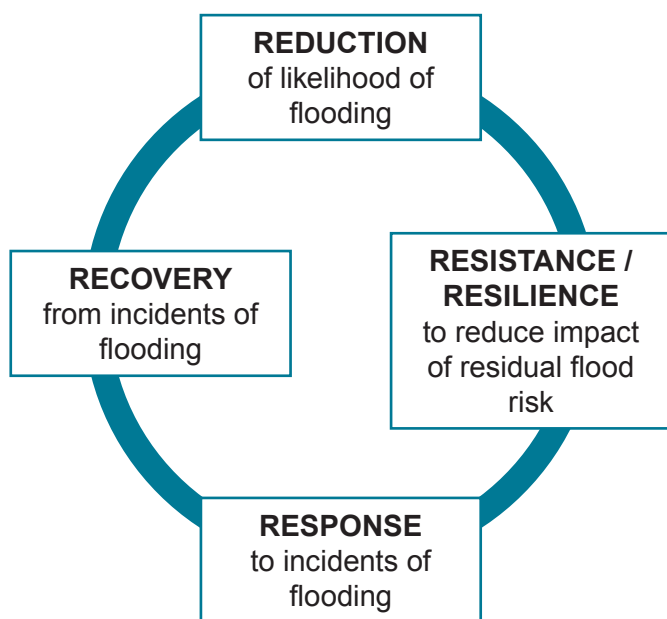 REDUCTION
of likelihood of
flooding
RESISTANCE /
RESILIENCE
to reduce impact
of residual flood
risk
RESPONSE
to incidents of
flooding
RECOVERY
from incidents of
flooding